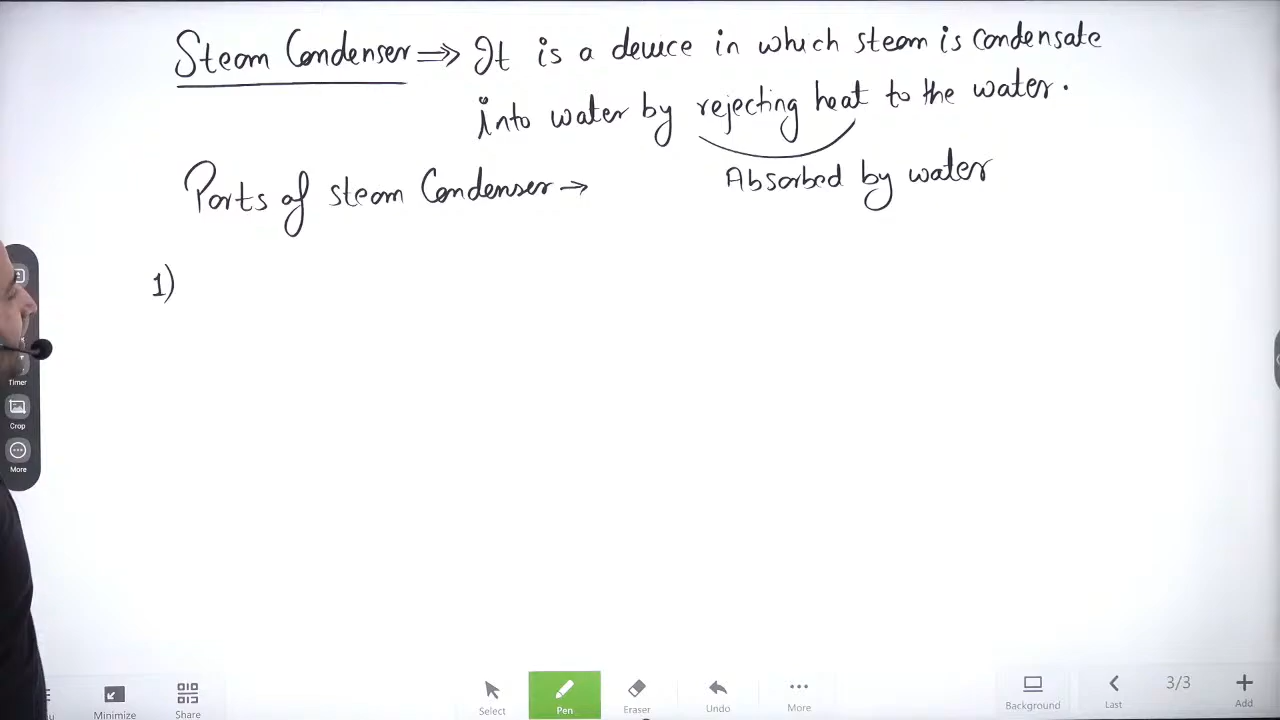 Steam Condenser ⇒ It is a device in which steam is condensate
into water by rejecting heat to the water.
Absorbed by water
Parts of steam Condenser →
1)
Timer
Crop
More
Minimize
Share
Select
Pen
Eraser
Undo
More
Background
Last
3/3
Add